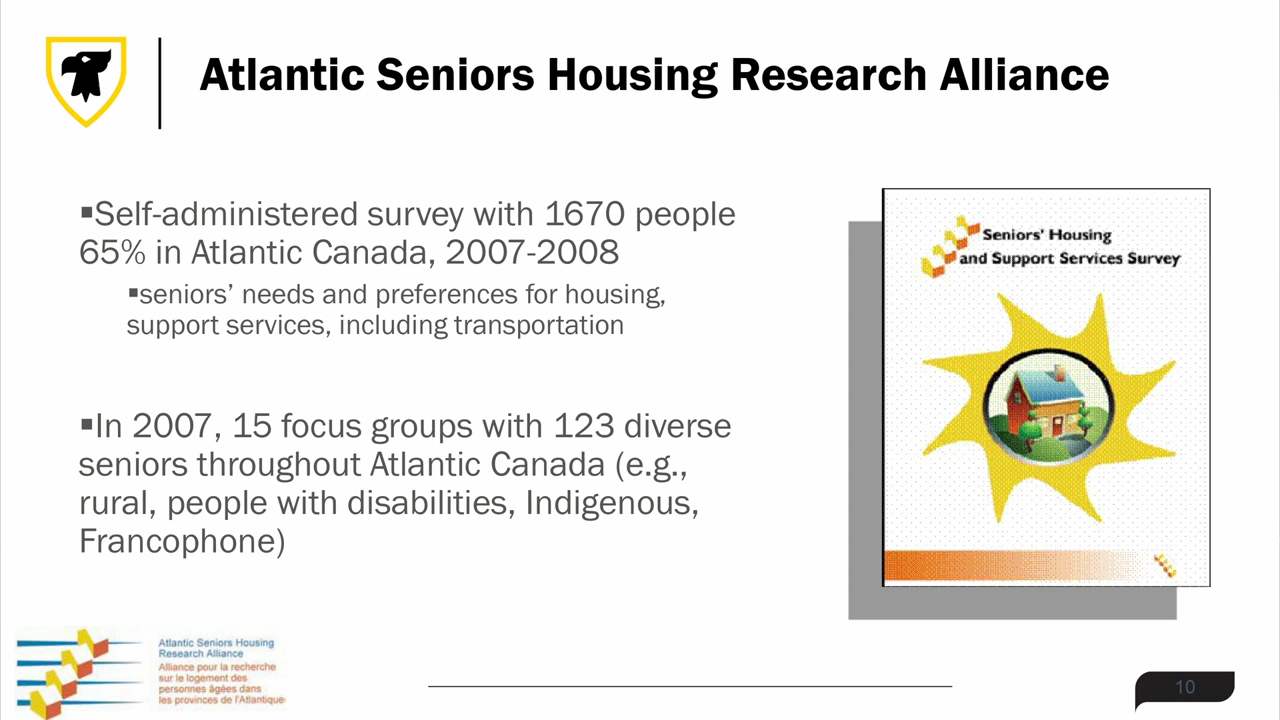 Atlantic Seniors Housing Research Alliance
▪Self-administered survey with 1670 people
65% in Atlantic Canada, 2007-2008
▪seniors’ needs and preferences for housing,
support services, including transportation
▪In 2007, 15 focus groups with 123 diverse
seniors throughout Atlantic Canada (e.g.,
rural, people with disabilities, Indigenous,
Francophone)
Seniors' Housing
and Support Services Survey
Atlantic Seniors Housing
Research Alliance
Alliance pour la recherche
sur le logement des
personnes âgées dans
les provinces de l'Atlantique
10